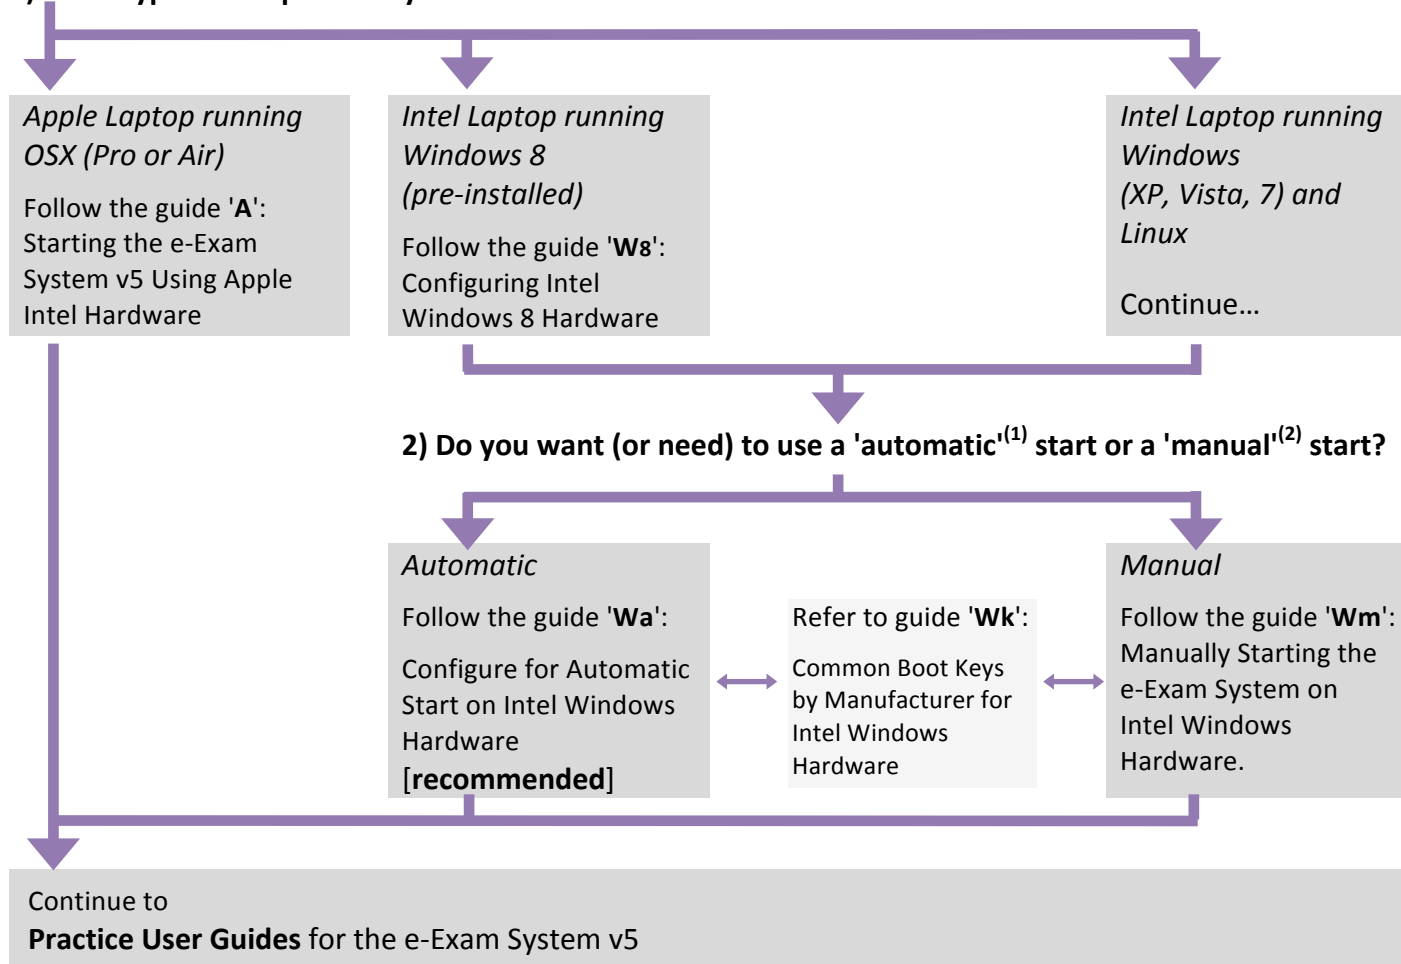 Apple Laptop running
OSX (Pro or Air)
Follow the guide 'A':
Starting the e-Exam
System v5 Using Apple
Intel Hardware
Intel Laptop running
Windows 8
(pre-installed)
Follow the guide 'W8':
Configuring Intel
Windows 8 Hardware
Intel Laptop running
Windows
(XP, Vista, 7) and
Linux
Continue…
2) Do you want (or need) to use a 'automatic'(1) start or a 'manual'(2) start?
Automatic
Follow the guide 'Wa':
Configure for Automatic
Start on Intel Windows
Hardware
[recommended]
Refer to guide 'Wk':
Common Boot Keys
by Manufacturer for
Intel Windows
Hardware
Manual
Follow the guide 'Wm':
Manually Starting the
e-Exam System on
Intel Windows
Hardware.
Continue to
Practice User Guides for the e-Exam System v5